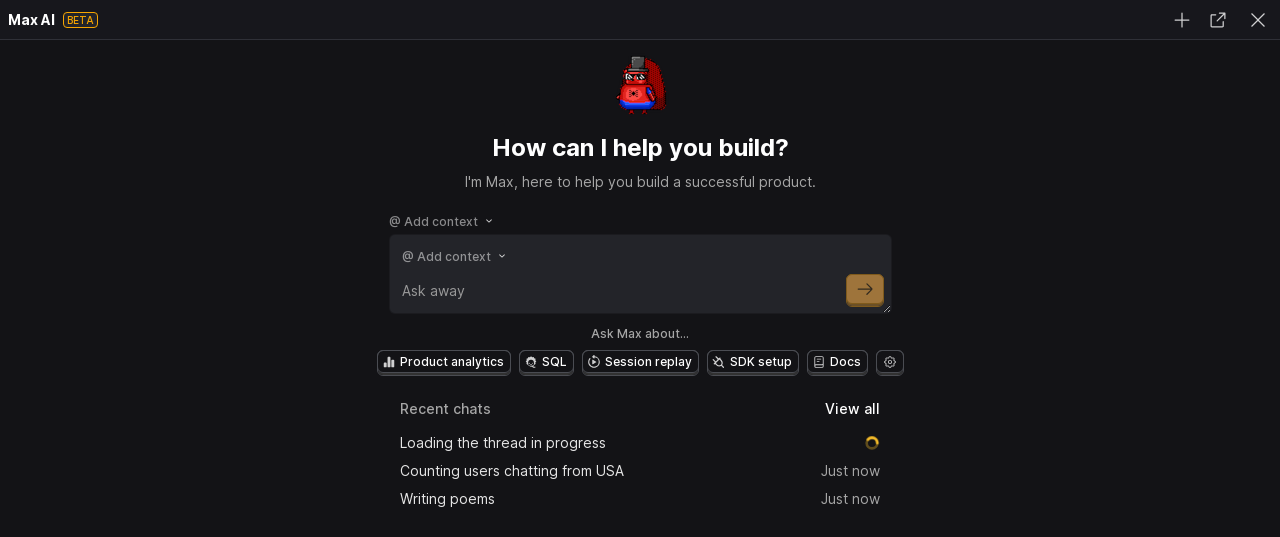 Max AI BETA
How can I help you build?
I'm Max, here to help you build a successful product.
@ Add context
@ Add context
Ask away
Ask Max about...
Product analytics SQL Session replay SDK setup Docs
Recent chats View all
Loading the thread in progress
Counting users chatting from USA Just now
Writing poems Just now